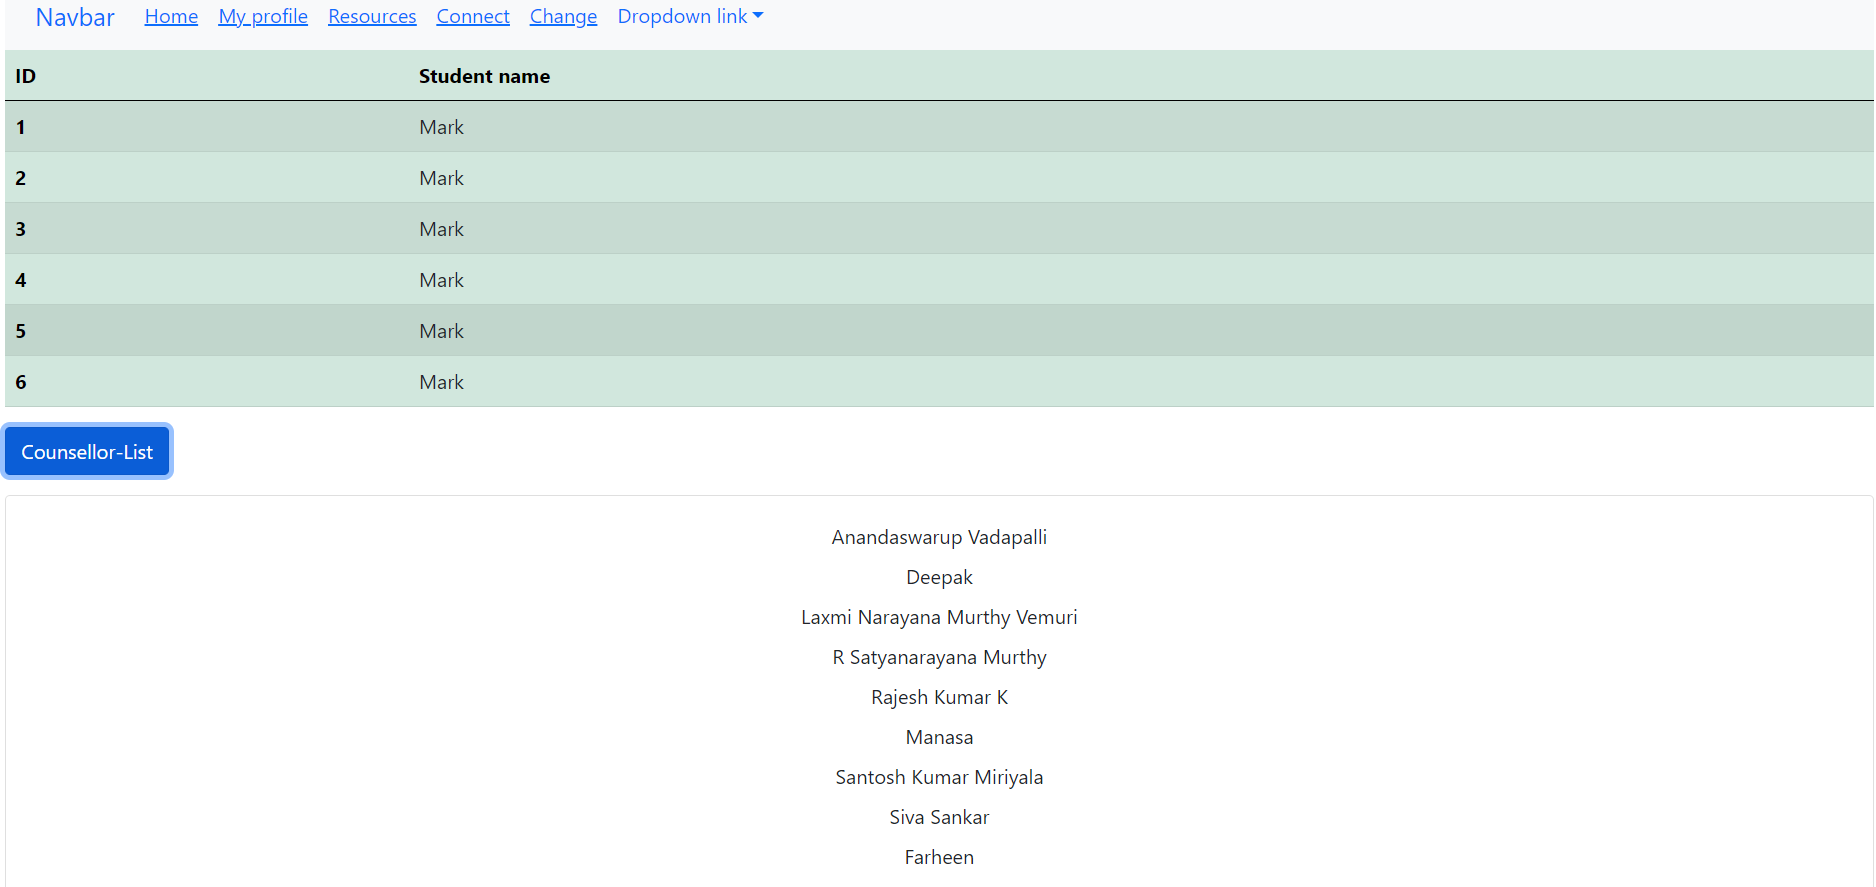 Navbar Home My profile Resources Connect Change Dropdown link
ID Student name
1 Mark
2 Mark
3 Mark
4 Mark
5 Mark
6 Mark
Counsellor-List
Anandaswarup Vadapalli
Deepak
Laxmi Narayana Murthy Vemuri
R Satyanarayana Murthy
Rajesh Kumar K
Manasa
Santosh Kumar Miriyala
Siva Sankar
Farheen